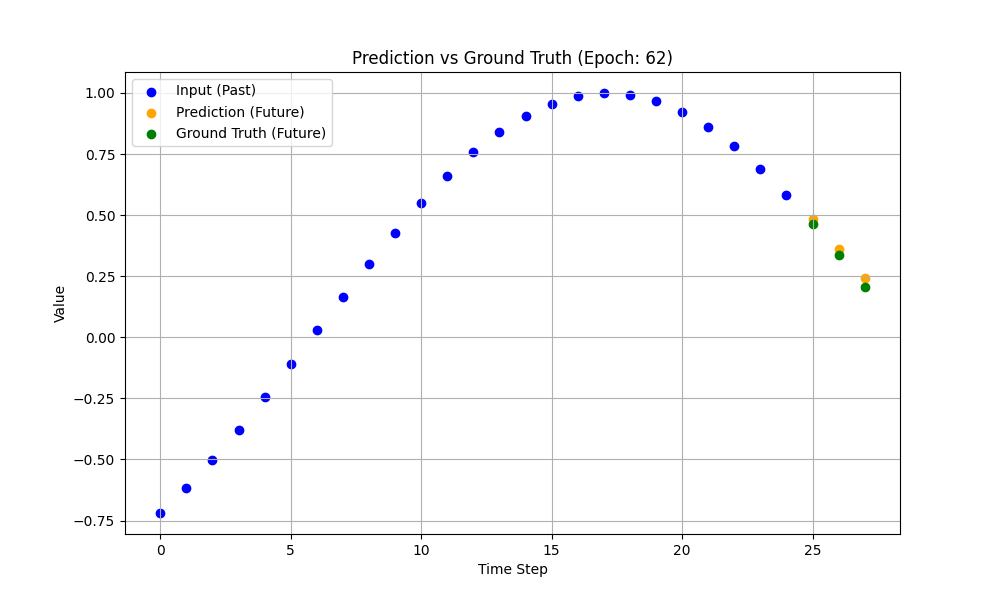 Prediction vs Ground Truth (Epoch: 62)
Input (Past)
Prediction (Future)
Ground Truth (Future)
1.00
0.75
0.50
0.25
0.00
−0.25
−0.50
−0.75
Value
0 5 10 15 20 25
Time Step